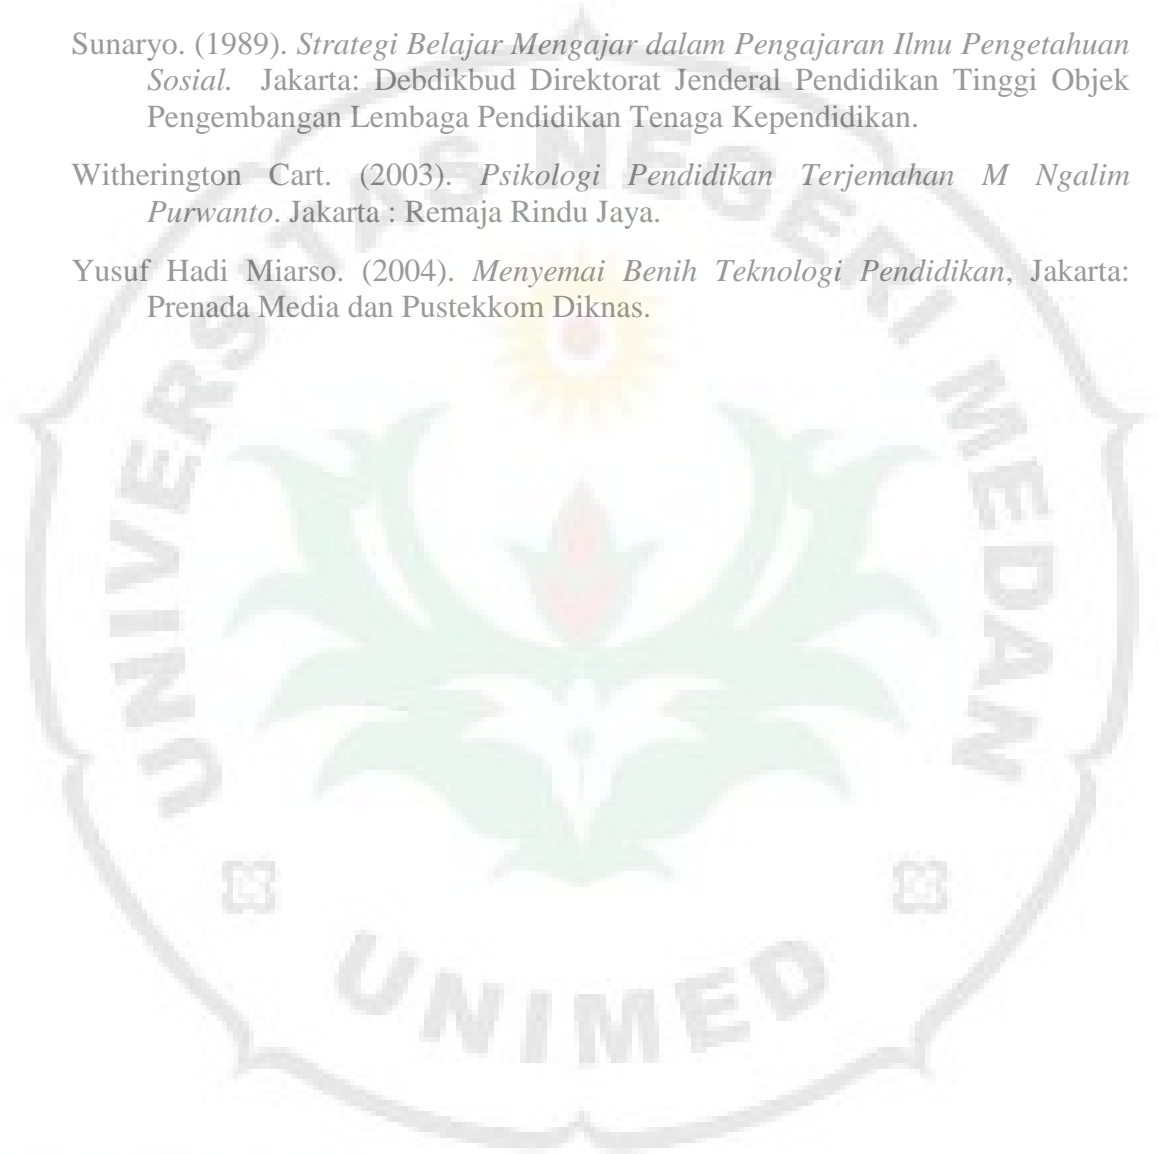 Sunaryo. (1989). Strategi Belajar Mengajar dalam Pengajaran Ilmu Pengetahuan
Sosial. Jakarta: Debdikbud Direktorat Jenderal Pendidikan Tinggi Objek
Pengembangan Lembaga Pendidikan Tenaga Kependidikan.
Witherington Cart. (2003). Psikologi Pendidikan Terjemahan M Ngalim
Purwanto. Jakarta : Remaja Rindu Jaya.
Yusuf Hadi Miarso. (2004). Menyemai Benih Teknologi Pendidikan, Jakarta:
Prenada Media dan Pustekkom Diknas.
UNIVERSITAS NEGERI MEDAN
UNIMED